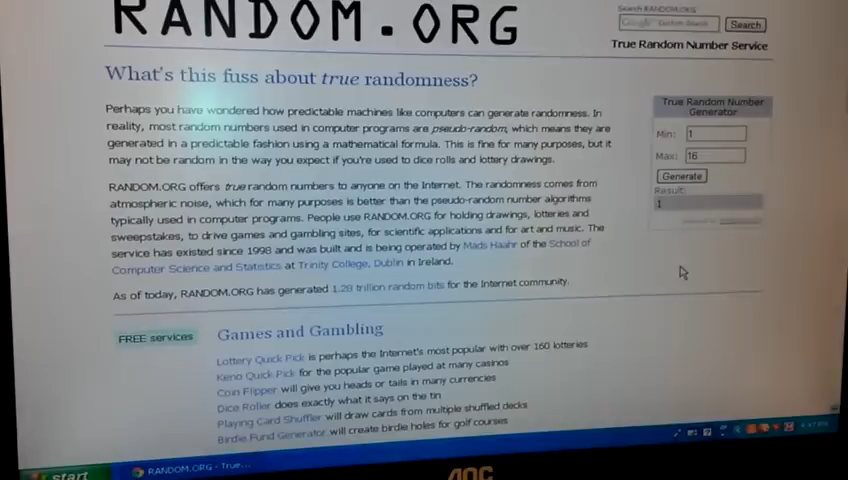 RANDOM.ORG
Search RANDOM.ORG
Google Custom Search
Search
True Random Number Service
What's this fuss about true randomness?
Perhaps you have wondered how predictable machines like computers can generate randomness. In
reality, most random numbers used in computer programs are pseudo-random, which means they are
generated in a predictable fashion using a mathematical formula. This is fine for many purposes, but it
may not be random in the way you expect if you're used to dice rolls and lottery drawings.
RANDOM.ORG offers true random numbers to anyone on the Internet. The randomness comes from
atmospheric noise, which for many purposes is better than the pseudo-random number algorithms
typically used in computer programs. People use RANDOM.ORG for holding drawings, lotteries and
sweepstakes, to drive games and gambling sites, for scientific applications and for art and music. The
service has existed since 1998 and was built and is being operated by Mads Haahr of the School of
Computer Science and Statistics at Trinity College, Dublin in Ireland.
As of today, RANDOM.ORG has generated 1.28 trillion random bits for the Internet community.
True Random Number
Generator
Min: 1
Max: 16
Generate
Result:
1
FREE services
Games and Gambling
Lottery Quick Pick is perhaps the Internet's most popular with over 160 lotteries
Keno Quick Pick for the popular game played at many casinos
Coin Flipper will give you heads or tails in many currencies
Dice Roller does exactly what it says on the tin
Playing Card Shuffler will draw cards from multiple shuffled decks
Birdie Fund Generator will create birdie holes for golf courses
start
RANDOM.ORG - True...
AOC